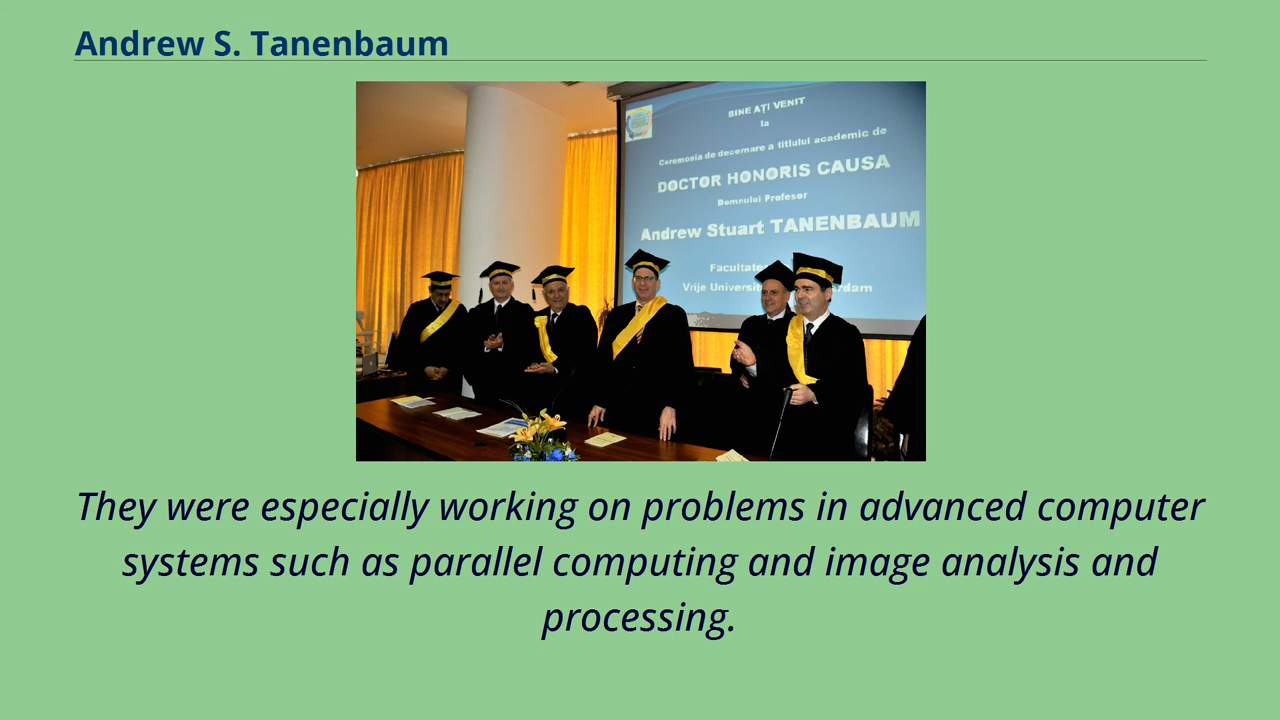 Andrew S. Tanenbaum
BINE AȚI VENIT
la
Ceremonia de decernare a titlului academic de
DOCTOR HONORIS CAUSA
Domnului Profesor
Andrew Stuart TANENBAUM
Facultatea
Vrije
They were especially working on problems in advanced computer
systems such as parallel computing and image analysis and
processing.